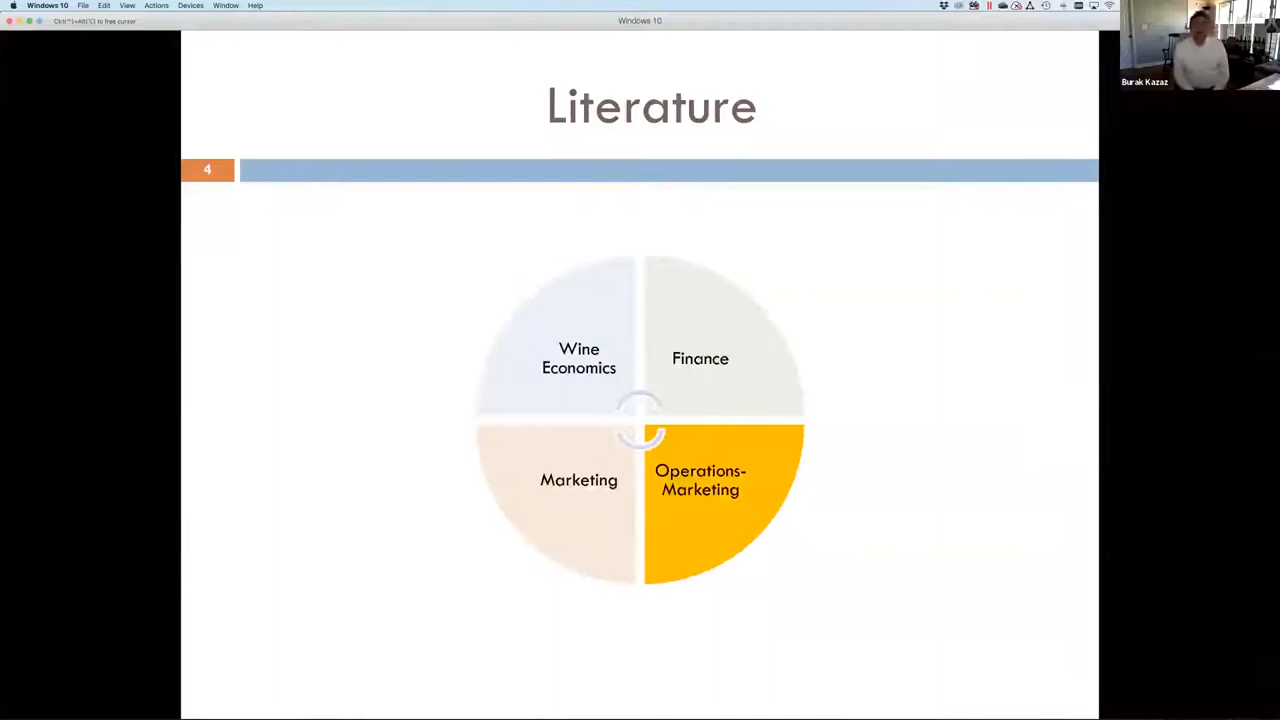 Windows 10 File Edit View Actions Devices Window Help
Windows 10
Burak Kazaz
Literature
4
Wine
Economics
Finance
Marketing
Operations-
Marketing